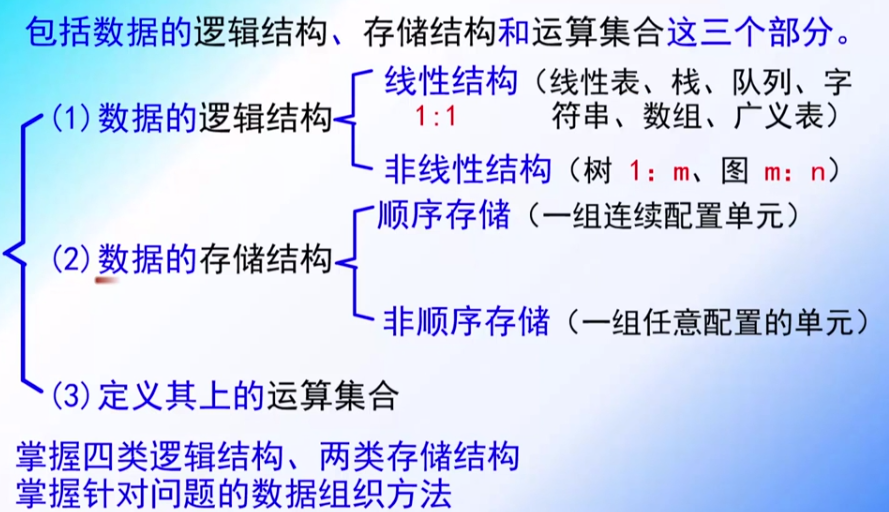 包括数据的逻辑结构、存储结构和运算集合这三个部分。
线性结构（线性表、栈、队列、字
(1)数据的逻辑结构 1:1 符串、数组、广义表）
非线性结构（树 1：m、图 m：n）
顺序存储（一组连续配置单元）
(2)数据的存储结构
非顺序存储（一组任意配置的单元）
(3)定义其上的运算集合
掌握四类逻辑结构、两类存储结构
掌握针对问题的数据组织方法